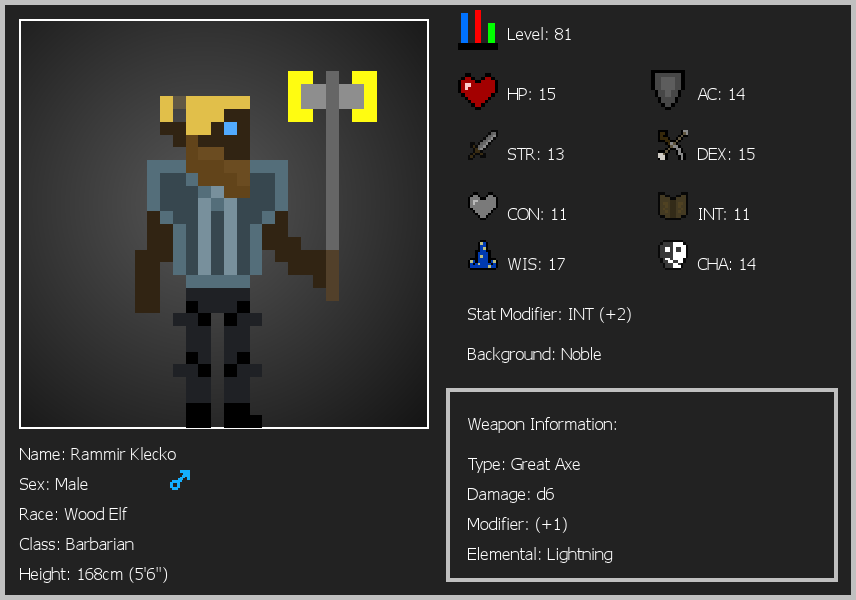 Level: 81
HP: 15
AC: 14
STR: 13
DEX: 15
CON: 11
INT: 11
WIS: 17
CHA: 14
Stat Modifier: INT (+2)
Background: Noble
Weapon Information:
Type: Great Axe
Damage: d6
Modifier: (+1)
Elemental: Lightning
Name: Rammir Klecko
Sex: Male
Race: Wood Elf
Class: Barbarian
Height: 168cm (5'6")